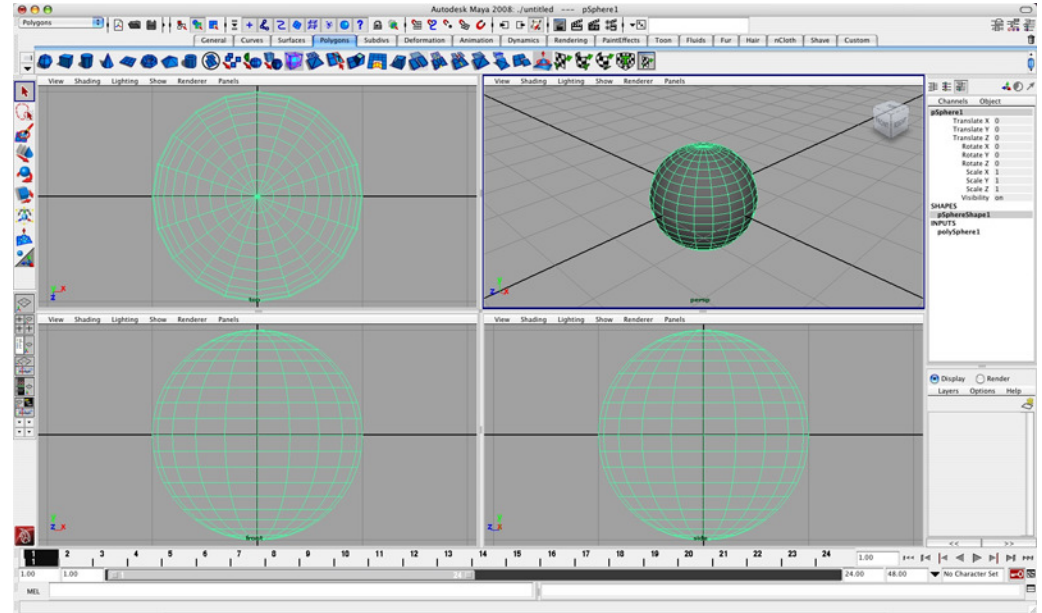 Autodesk Maya 2008: ./untitled --- pSphere1
Polygons
General Curves Surfaces Polygons Subdivs Deformation Animation Dynamics Rendering PaintEffects Toon Fluids Fur Hair nCloth Shave Custom
View Shading Lighting Show Renderer Panels
View Shading Lighting Show Renderer Panels
Channels Object
pSphere1
Translate X 0
Translate Y 0
Translate Z 0
Rotate X 0
Rotate Y 0
Rotate Z 0
Scale X 1
Scale Y 1
Scale Z 1
Visibility on
SHAPES
pSphereShape1
INPUTS
polySphere1
top
persp
View Shading Lighting Show Renderer Panels
View Shading Lighting Show Renderer Panels
Display Render
Layers Options Help
front
side
<< >>
1 2 3 4 5 6 7 8 9 10 11 12 13 14 15 16 17 18 19 20 21 22 23 24 1.00
1
1.00 1.00 24.00 48.00 No Character Set
MEL